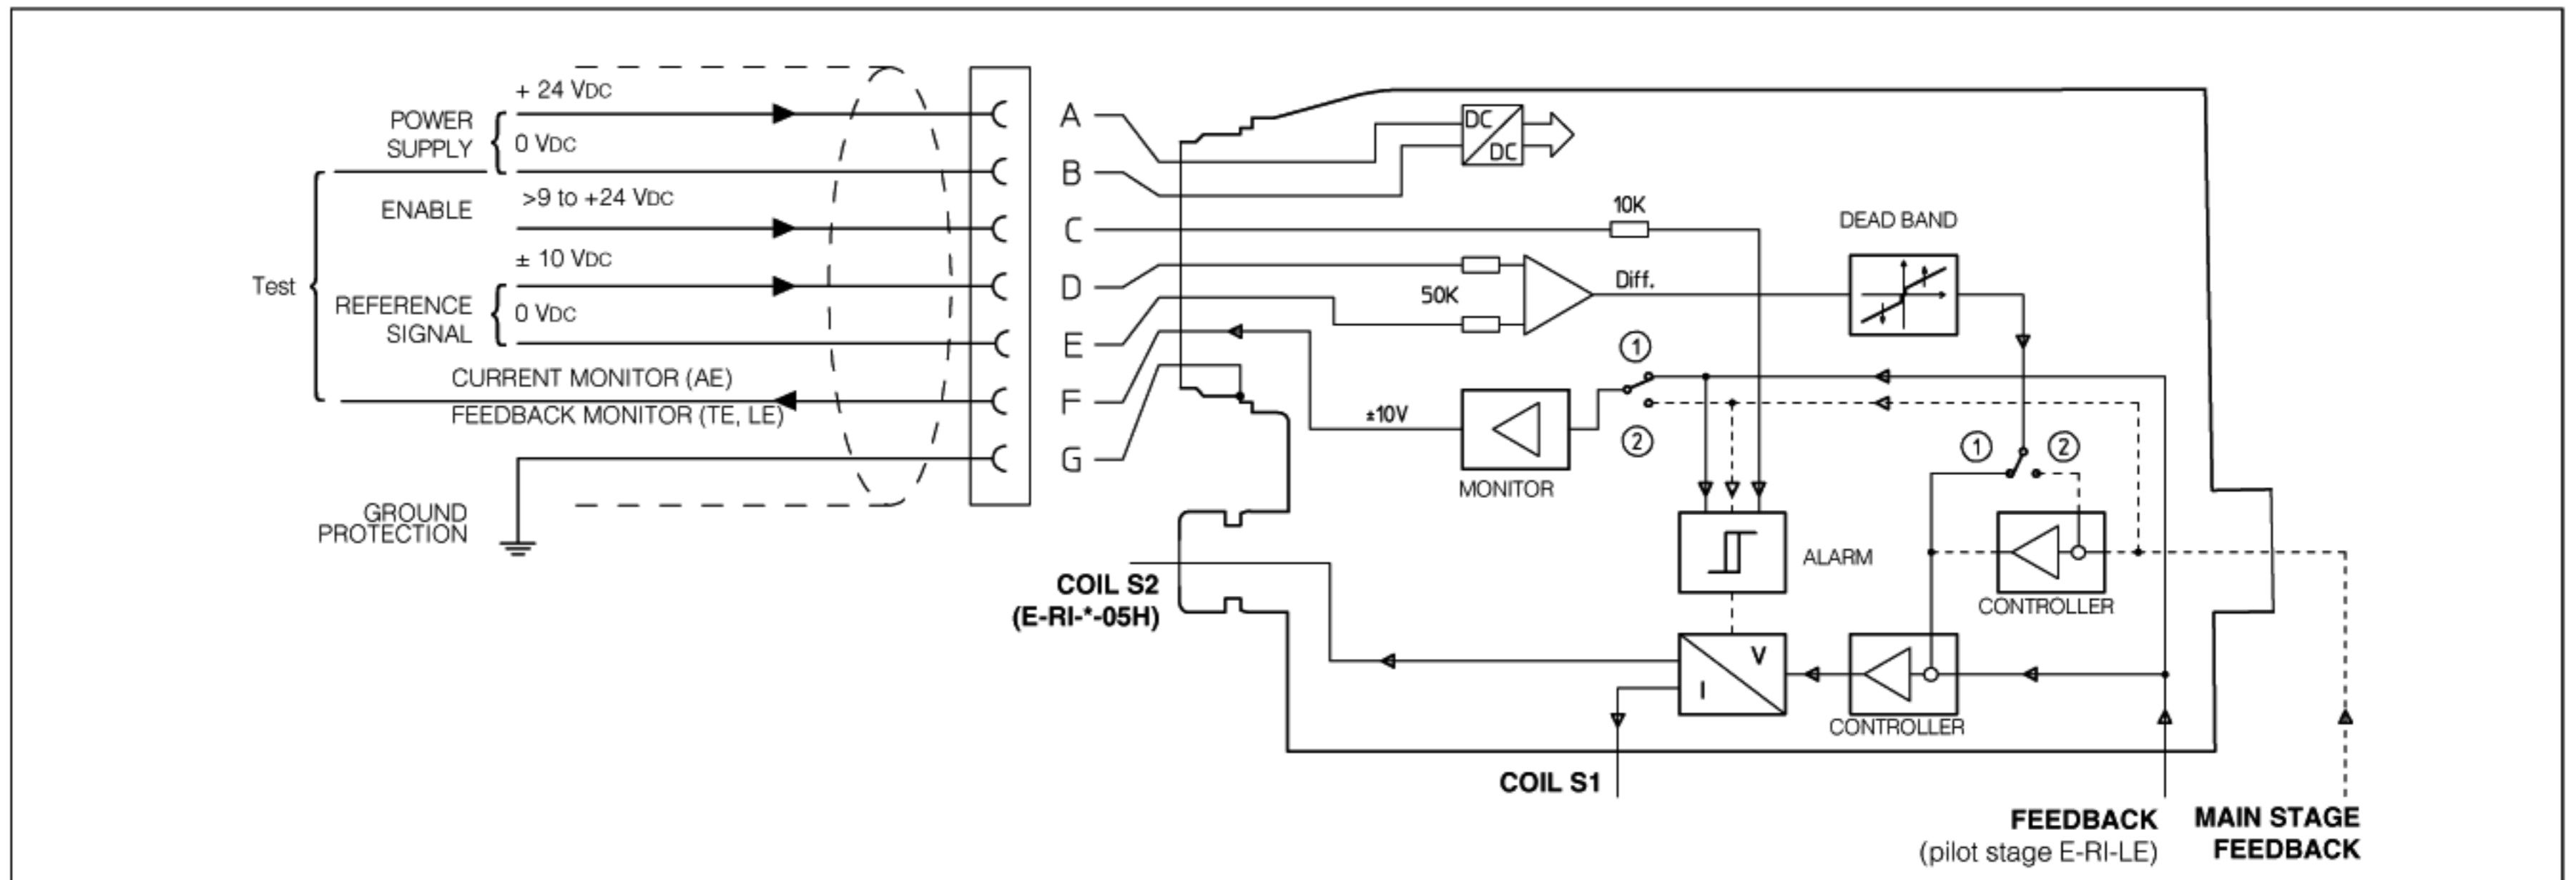 + 24 VDC
POWER
SUPPLY
0 VDC
ENABLE
>9 to +24 VDC
± 10 VDC
Test
REFERENCE
SIGNAL
0 VDC
CURRENT MONITOR (AE)
FEEDBACK MONITOR (TE, LE)
GROUND
PROTECTION
A
B
C
D
E
F
G
DC
DC
10K
DEAD BAND
50K
Diff.
①
②
±10V
MONITOR
①
②
ALARM
CONTROLLER
COIL S2
(E-RI-*-05H)
V
I
CONTROLLER
COIL S1
FEEDBACK
(pilot stage E-RI-LE)
MAIN STAGE
FEEDBACK